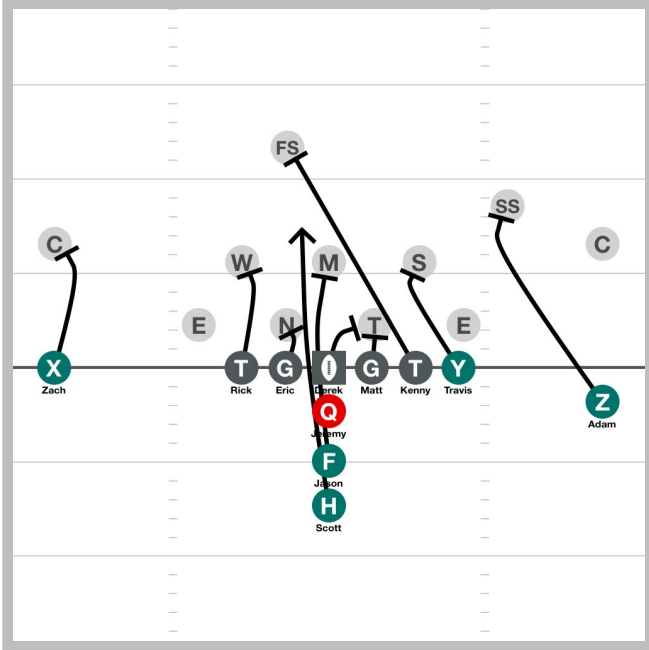 FS
SS
C
C
W
M
S
E
N
T
E
X
T
G
G
T
Y
Zach
Rick
Eric
Derek
Matt
Kenny
Travis
Z
Q
Adam
Jeremy
F
Jason
H
Scott